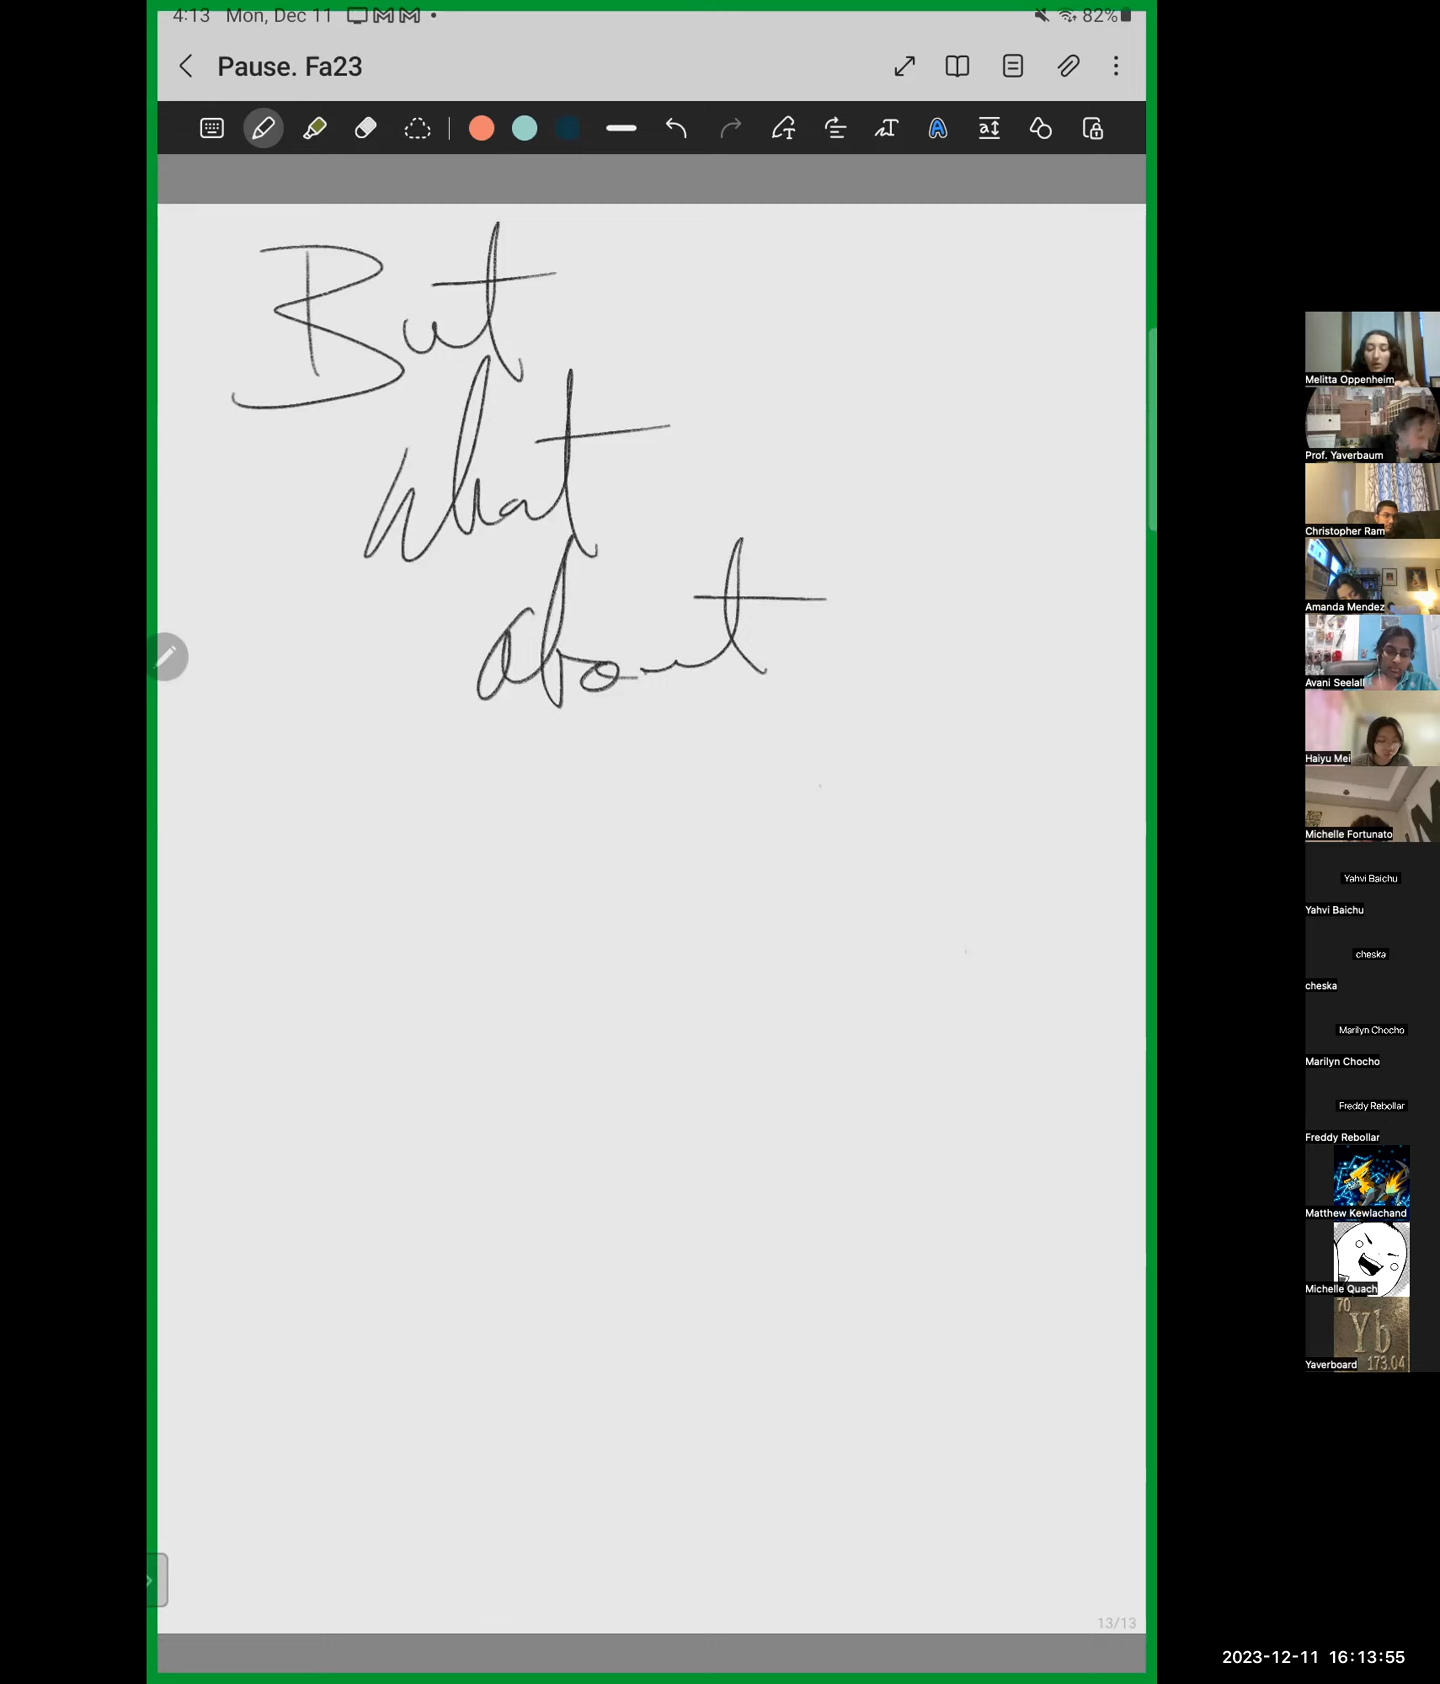 4:13 Mon, Dec 11
82%
Pause. Fa23
But
what
about
13/13
Melitta Oppenheim
Prof. Yaverbaum
Christopher Ram
Amanda Mendez
Avani Seelall
Haiyu Mei
Michelle Fortunato
Yahvi Baichu
Yahvi Baichu
cheska
cheska
Marilyn Chocho
Marilyn Chocho
Freddy Rebollar
Freddy Rebollar
Matthew Kewlachand
Michelle Quach
70
Yb
Yaverboard 173.04
2023-12-11 16:13:55